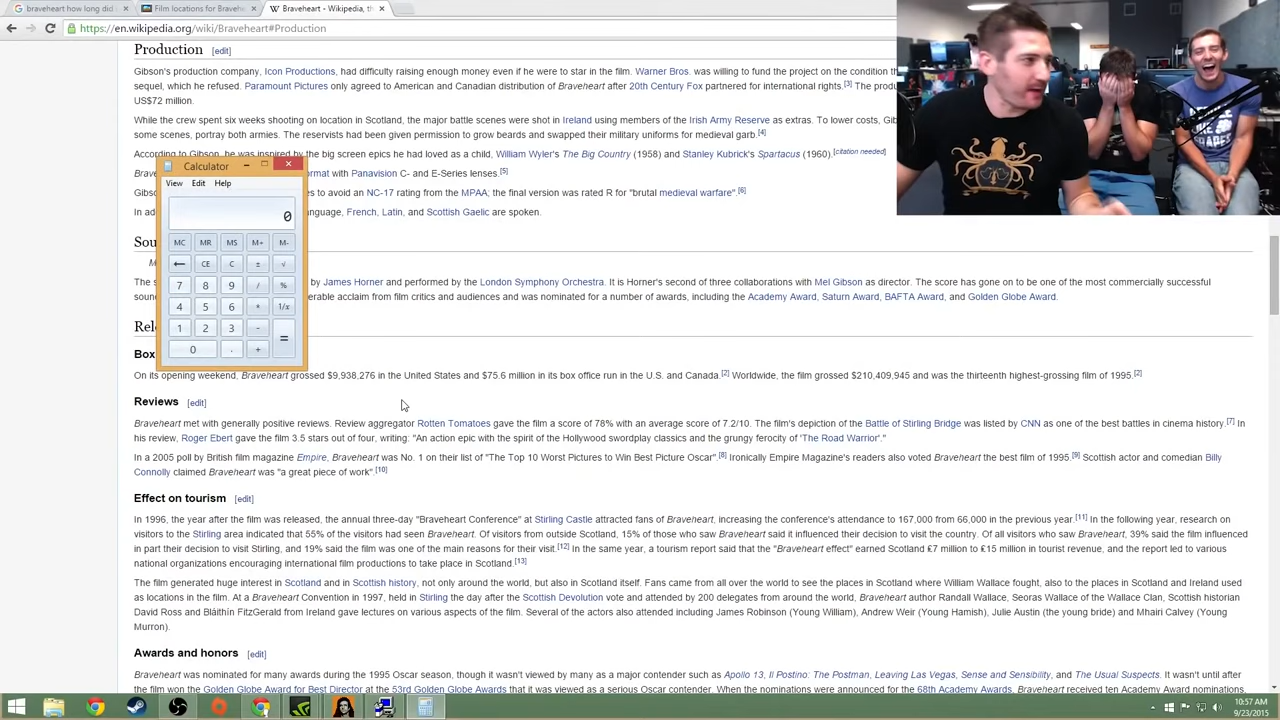 braveheart how long did
Film locations for Bravehe
Braveheart - Wikipedia, th
https://en.wikipedia.org/wiki/Braveheart#Production
Production [edit]
Gibson's production company, Icon Productions, had difficulty raising enough money even if he were to star in the film. Warner Bros. was willing to fund the project on the condition th
sequel, which he refused. Paramount Pictures only agreed to American and Canadian distribution of Braveheart after 20th Century Fox partnered for international rights.[3] The produ
US$72 million.
While the crew spent six weeks shooting on location in Scotland, the major battle scenes were shot in Ireland using members of the Irish Army Reserve as extras. To lower costs, Gib
some scenes, portray both armies. The reservists had been given permission to grow beards and swapped their military uniforms for medieval garb.[4]
According to Gibson, he was inspired by the big screen epics he had loved as a child, William Wyler's The Big Country (1958) and Stanley Kubrick's Spartacus (1960).[citation needed]
Brave
ormat with Panavision C- and E-Series lenses.[5]
Gibs
es to avoid an NC-17 rating from the MPAA; the final version was rated R for "brutal medieval warfare".[6]
In ad
anguage, French, Latin, and Scottish Gaelic are spoken.
Calculator
View Edit Help
0
MC MR MS M+ M-
← CE C ± √
7 8 9 / %
4 5 6 * 1/x
1 2 3 - =
0 . +
Sou
M
The s
by James Horner and performed by the London Symphony Orchestra. It is Horner's second of three collaborations with Mel Gibson as director. The score has gone on to be one of the most commercially successful
soun
erable acclaim from film critics and audiences and was nominated for a number of awards, including the Academy Award, Saturn Award, BAFTA Award, and Golden Globe Award.
Rel
Box
On its opening weekend, Braveheart grossed $9,938,276 in the United States and $75.6 million in its box office run in the U.S. and Canada.[2] Worldwide, the film grossed $210,409,945 and was the thirteenth highest-grossing film of 1995.[2]
Reviews [edit]
Braveheart met with generally positive reviews. Review aggregator Rotten Tomatoes gave the film a score of 78% with an average score of 7.2/10. The film's depiction of the Battle of Stirling Bridge was listed by CNN as one of the best battles in cinema history.[7] In
his review, Roger Ebert gave the film 3.5 stars out of four, writing: "An action epic with the spirit of the Hollywood swordplay classics and the grungy ferocity of 'The Road Warrior'."
In a 2005 poll by British film magazine Empire, Braveheart was No. 1 on their list of "The Top 10 Worst Pictures to Win Best Picture Oscar".[8] Ironically Empire Magazine's readers also voted Braveheart the best film of 1995.[9] Scottish actor and comedian Billy
Connolly claimed Braveheart was "a great piece of work".[10]
Effect on tourism [edit]
In 1996, the year after the film was released, the annual three-day "Braveheart Conference" at Stirling Castle attracted fans of Braveheart, increasing the conference's attendance to 167,000 from 66,000 in the previous year.[11] In the following year, research on
visitors to the Stirling area indicated that 55% of the visitors had seen Braveheart. Of visitors from outside Scotland, 15% of those who saw Braveheart said it influenced their decision to visit the country. Of all visitors who saw Braveheart, 39% said the film influenced
in part their decision to visit Stirling, and 19% said the film was one of the main reasons for their visit.[12] In the same year, a tourism report said that the "Braveheart effect" earned Scotland £7 million to £15 million in tourist revenue, and the report led to various
national organizations encouraging international film productions to take place in Scotland.[13]
The film generated huge interest in Scotland and in Scottish history, not only around the world, but also in Scotland itself. Fans came from all over the world to see the places in Scotland where William Wallace fought, also to the places in Scotland and Ireland used
as locations in the film. At a Braveheart Convention in 1997, held in Stirling the day after the Scottish Devolution vote and attended by 200 delegates from around the world, Braveheart author Randall Wallace, Seoras Wallace of the Wallace Clan, Scottish historian
David Ross and Bláithín FitzGerald from Ireland gave lectures on various aspects of the film. Several of the actors also attended including James Robinson (Young William), Andrew Weir (Young Hamish), Julie Austin (the young bride) and Mhairi Calvey (Young
Murron).
Awards and honors [edit]
Braveheart was nominated for many awards during the 1995 Oscar season, though it wasn't viewed by many as a major contender such as Apollo 13, Il Postino: The Postman, Leaving Las Vegas, Sense and Sensibility, and The Usual Suspects. It wasn't until
after the film won the Golden Globe Award for Best Director at the 53rd Golden Globe Awards that it was viewed as a serious Oscar contender. When the nominations were announced for the 68th Academy Awards, Braveheart received ten Academy Award nominations,
10:57 AM
9/23/2015